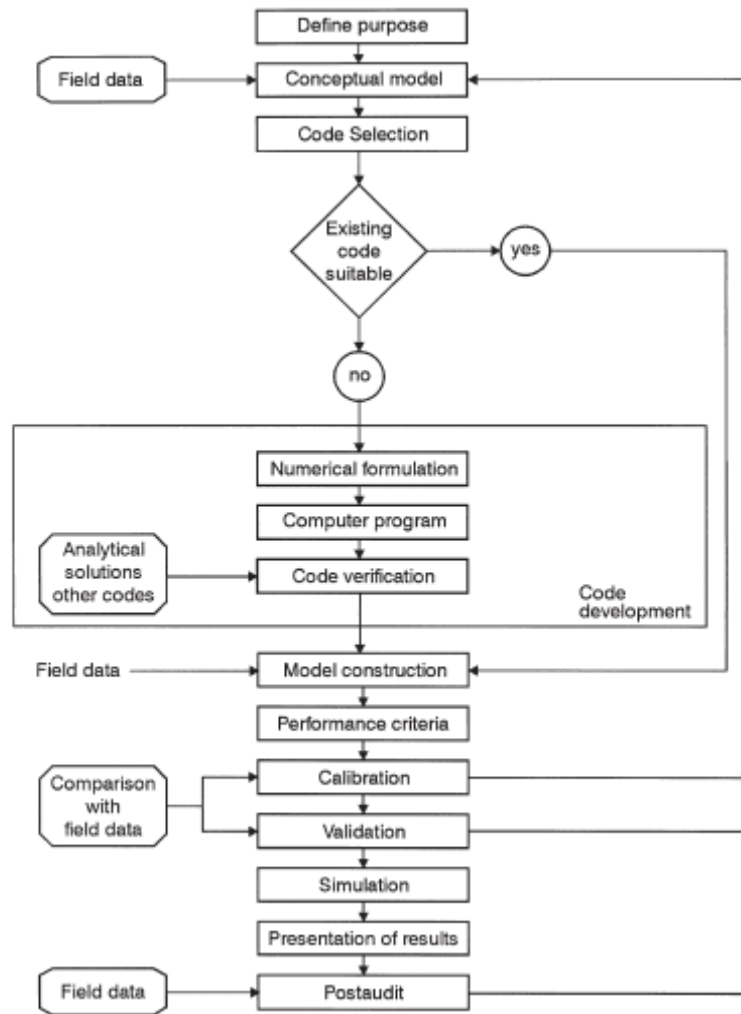 Define purpose
Field data
Conceptual model
Code Selection
Existing
code
suitable
yes
no
Numerical formulation
Computer program
Analytical
solutions
other codes
Code verification
Code
development
Field data
Model construction
Performance criteria
Comparison
with
field data
Calibration
Validation
Simulation
Presentation of results
Field data
Postaudit